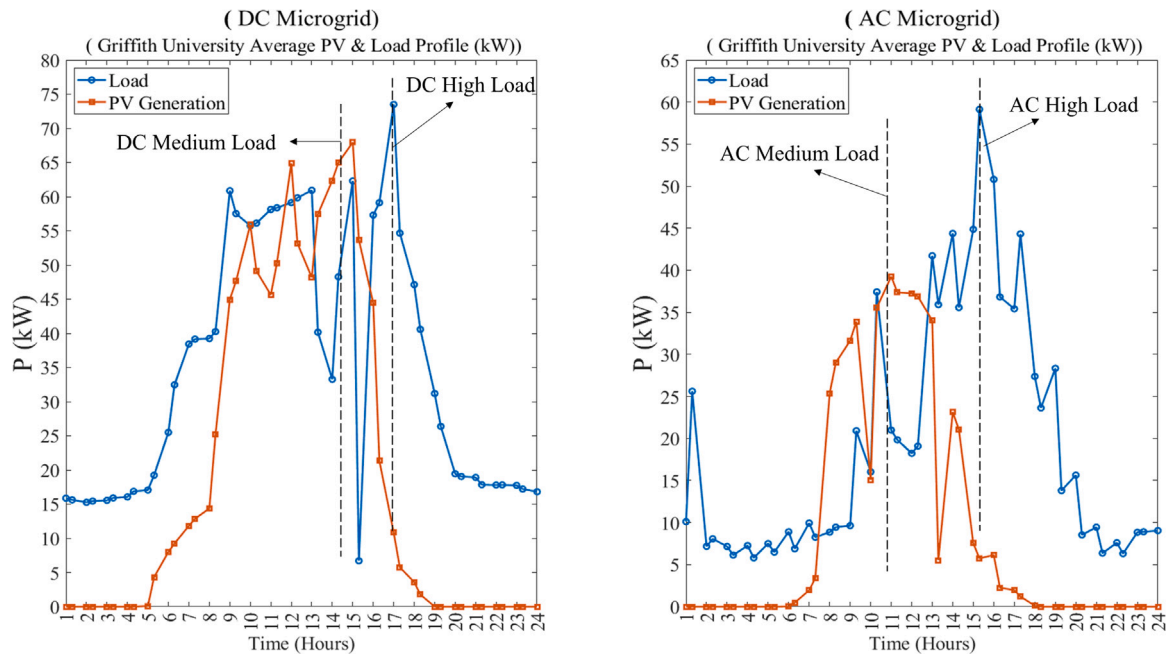 ( DC Microgrid)
( Griffith University Average PV & Load Profile (kW))
80
75
70
65
60
55
50
45
40
35
30
25
20
15
10
5
0
P (kW)
Load
PV Generation
DC High Load
DC Medium Load
1 2 3 4 5 6 7 8 9 10 11 12 13 14 15 16 17 18 19 20 21 22 23 24
Time (Hours)
( AC Microgrid)
( Griffith University Average PV & Load Profile (kW))
65
60
55
50
45
40
35
30
25
20
15
10
5
0
P (kW)
Load
PV Generation
AC High Load
AC Medium Load
1 2 3 4 5 6 7 8 9 10 11 12 13 14 15 16 17 18 19 20 21 22 23 24
Time (Hours)